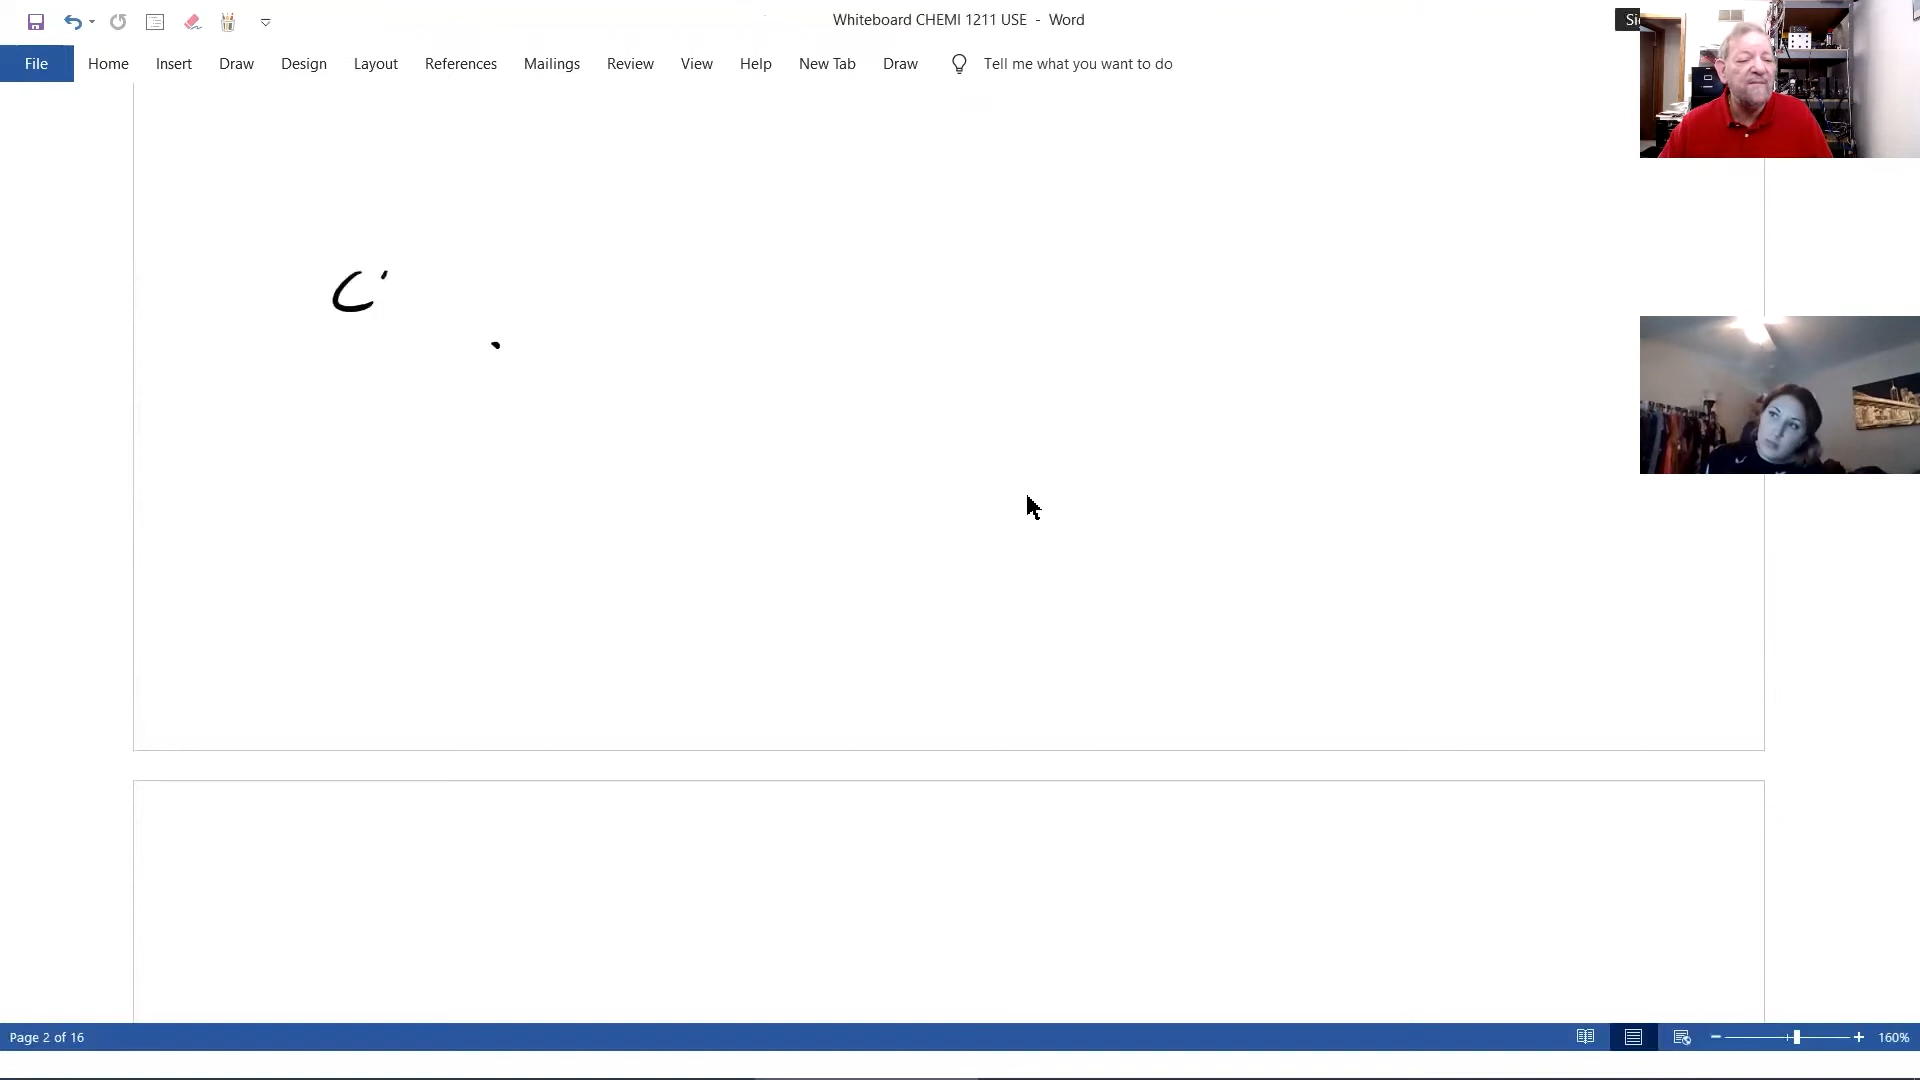 Whiteboard CHEMI 1211 USE - Word
File Home Insert Draw Design Layout References Mailings Review View Help New Tab Draw Tell me what you want to do
C'
Page 2 of 16
160%